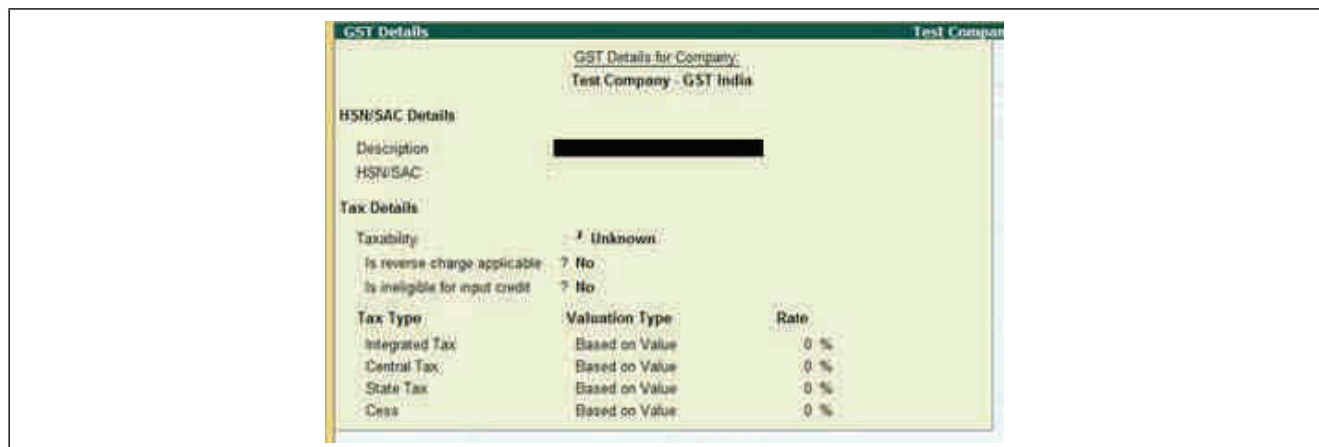 GST Details Test Compan
GST Details for Company:
Test Company - GST India
HSN/SAC Details
Description
HSN/SAC :
Tax Details
Taxability : Unknown
Is reverse charge applicable ? No
Is ineligible for input credit ? No
Tax Type Valuation Type Rate
Integrated Tax Based on Value 0 %
Central Tax Based on Value 0 %
State Tax Based on Value 0 %
Cess Based on Value 0 %